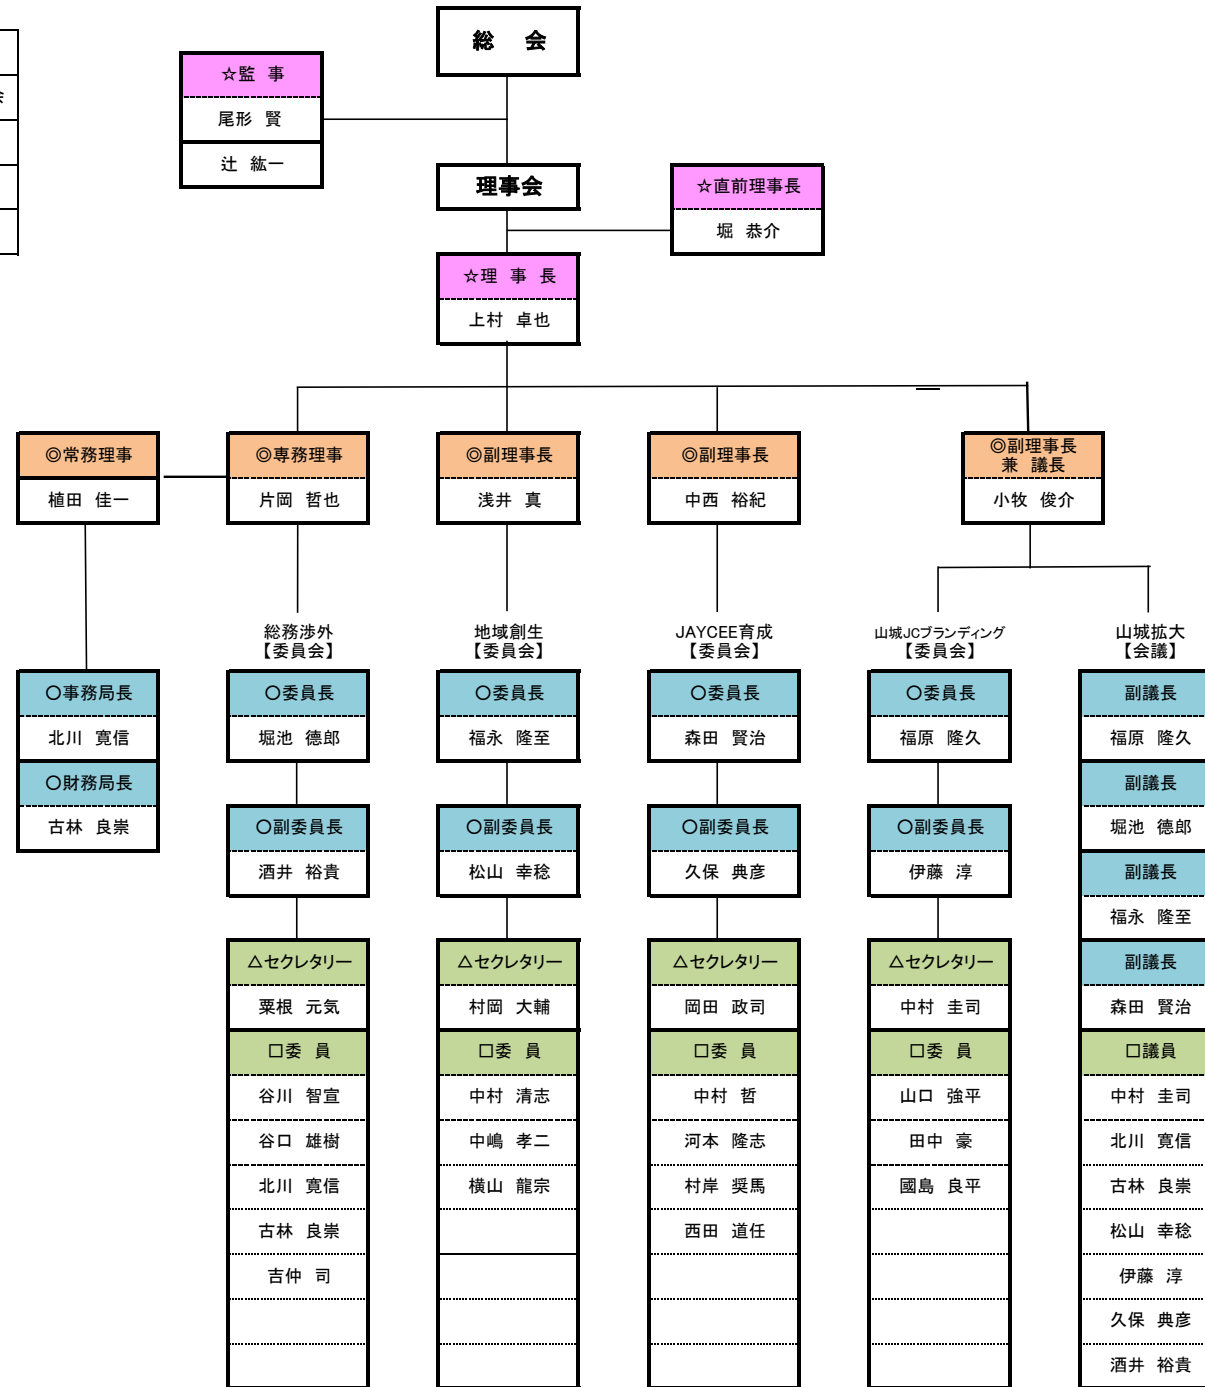 総 会
☆監 事
尾形 賢
辻 紘一
理事会
☆直前理事長
堀 恭介
☆理 事 長
上村 卓也
◎常務理事
植田 佳一
◎専務理事
片岡 哲也
◎副理事長
浅井 真
◎副理事長
中西 裕紀
◎副理事長
兼 議長
小牧 俊介
〇事務局長
北川 寛信
〇財務局長
古林 良崇
総務渉外
【委員会】
〇委員長
堀池 德郎
〇副委員長
酒井 裕貴
△セクレタリー
粟根 元気
□委 員
谷川 智宣
谷口 雄樹
北川 寛信
古林 良崇
吉仲 司
地域創生
【委員会】
〇委員長
福永 隆至
〇副委員長
松山 幸稔
△セクレタリー
村岡 大輔
□委 員
中村 清志
中嶋 孝二
横山 龍宗
JAYCEE育成
【委員会】
〇委員長
森田 賢治
〇副委員長
久保 典彦
△セクレタリー
岡田 政司
□委 員
中村 哲
河本 隆志
村岸 奨馬
西田 道任
山城JCブランディング
【委員会】
〇委員長
福原 隆久
〇副委員長
伊藤 淳
△セクレタリー
中村 圭司
□委 員
山口 強平
田中 豪
國島 良平
山城拡大
【会議】
副議長
福原 隆久
副議長
堀池 德郎
副議長
福永 隆至
副議長
森田 賢治
□議員
中村 圭司
北川 寛信
古林 良崇
松山 幸稔
伊藤 淳
久保 典彦
酒井 裕貴